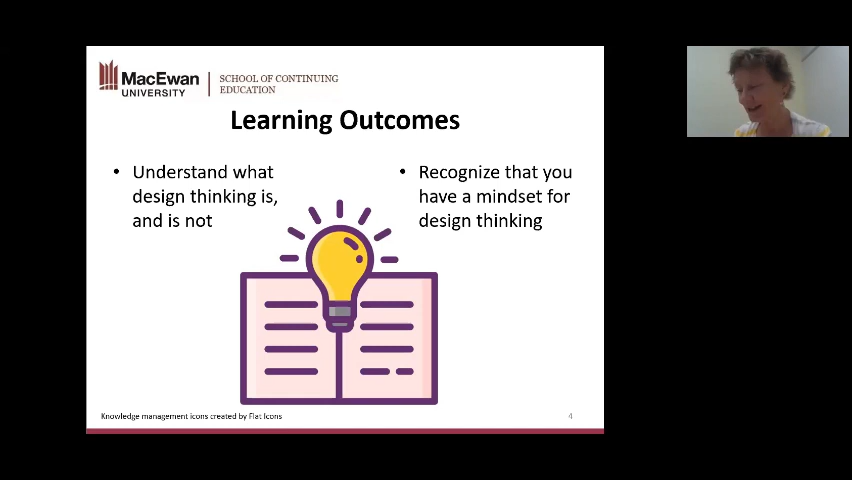 MacEwan
UNIVERSITY
SCHOOL OF CONTINUING
EDUCATION
Learning Outcomes
• Understand what
design thinking is,
and is not
• Recognize that you
have a mindset for
design thinking
Knowledge management icons created by Flat Icons
4